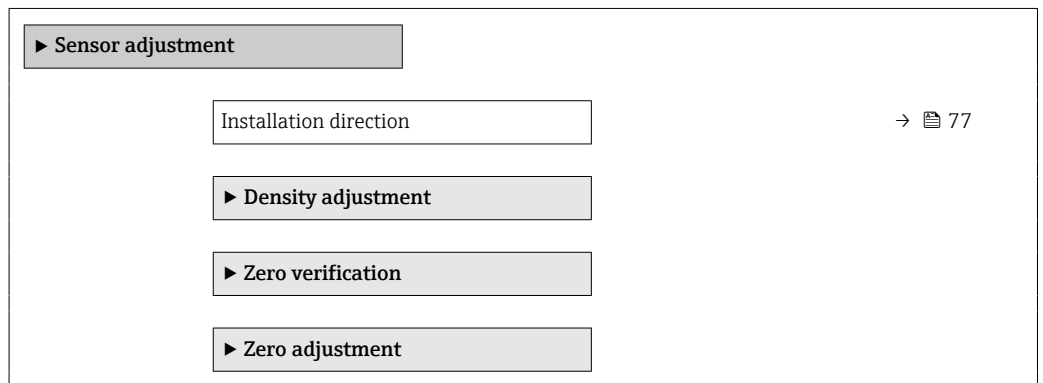 ▶ Sensor adjustment
Installation direction → 77
▶ Density adjustment
▶ Zero verification
▶ Zero adjustment